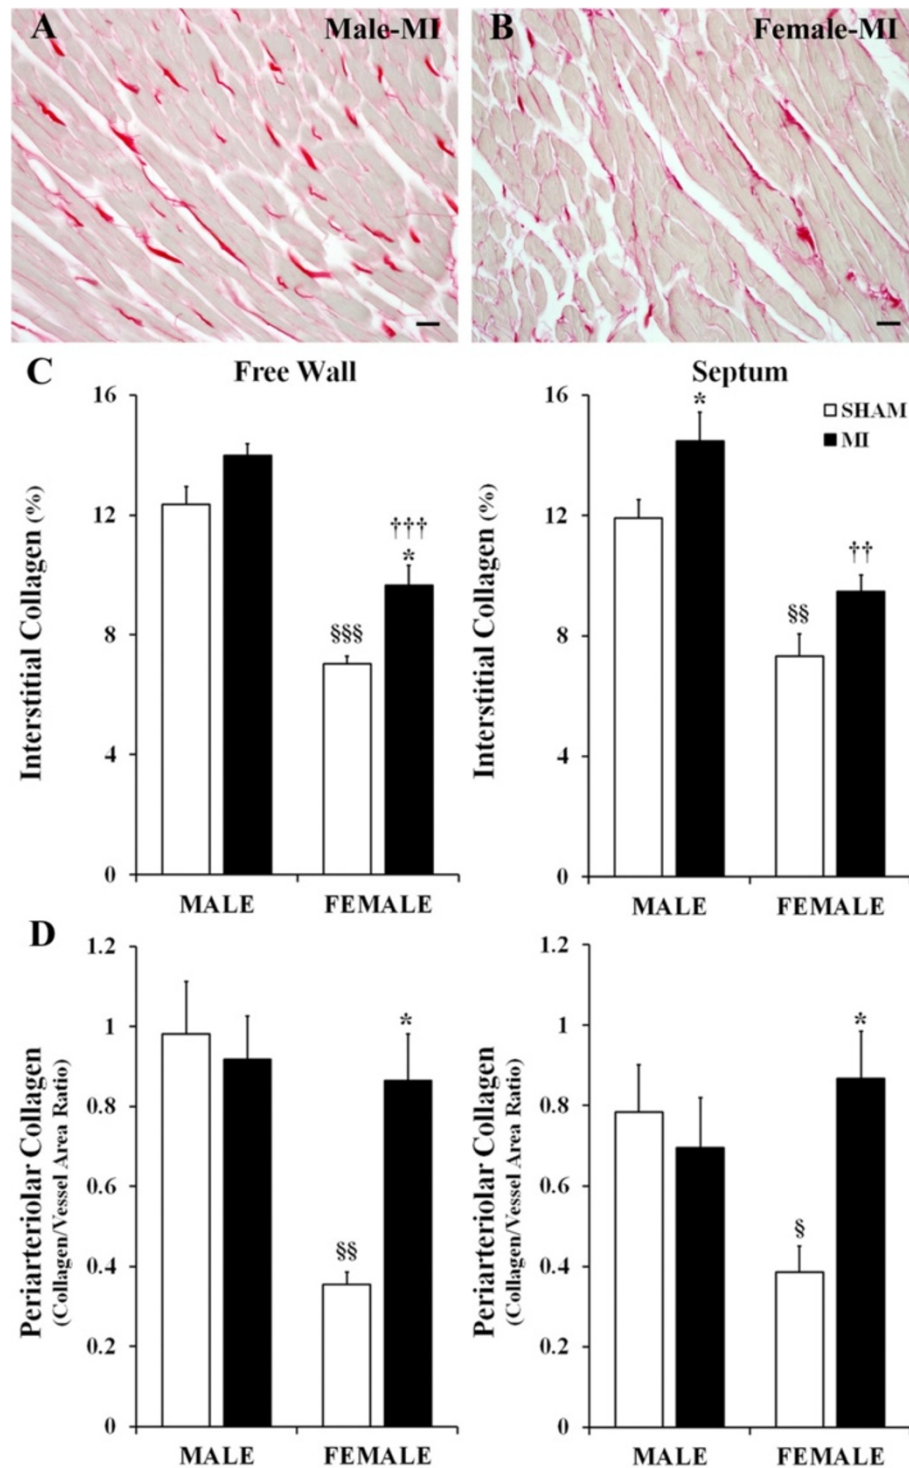 A Male-MI
B Female-MI
C
Free Wall
Septum
16
12
8
4
0
Interstitial Collagen (%)
§§§
†††
*
MALE FEMALE
16
12
8
4
0
Interstitial Collagen (%)
*
§§
††
SHAM
MI
MALE FEMALE
D
1.2
1
0.8
0.6
0.4
0.2
0
Periarteriolar Collagen
(Collagen/Vessel Area Ratio)
§§
*
MALE FEMALE
1.2
1
0.8
0.6
0.4
0.2
0
Periarteriolar Collagen
(Collagen/Vessel Area Ratio)
§
*
MALE FEMALE